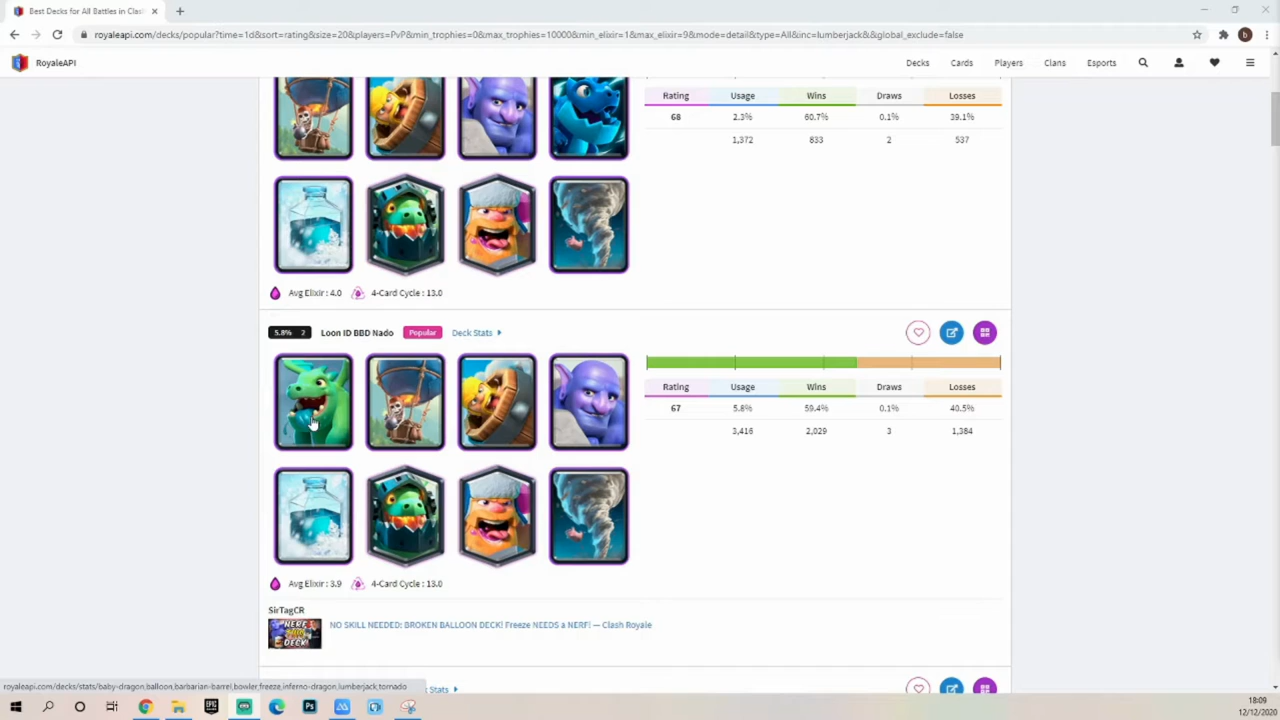 Best Decks for All Battles in Clas
royaleapi.com/decks/popular?time=1d&sort=rating&size=20&players=PvP&min_trophies=0&max_trophies=10000&min_elixir=1&max_elixir=9&mode=detail&type=All&inc=lumberjack&&global_exclude=false
b
RoyaleAPI
Decks
Cards
Players
Clans
Esports
Rating Usage Wins Draws Losses
68 2.3% 60.7% 0.1% 39.1%
1,372 833 2 537
Avg Elixir : 4.0 4-Card Cycle : 13.0
5.8% 2 Loon ID BBD Nado Popular Deck Stats
Rating Usage Wins Draws Losses
67 5.8% 59.4% 0.1% 40.5%
3,416 2,029 3 1,384
Avg Elixir : 3.9 4-Card Cycle : 13.0
SirTagCR
NERF THIS DECK!
NO SKILL NEEDED: BROKEN BALLOON DECK! Freeze NEEDS a NERF! — Clash Royale
royaleapi.com/decks/stats/baby-dragon,balloon,barbarian-barrel,bowler,freeze,inferno-dragon,lumberjack,tornado
Stats
EPIC
Ps
18:09
12/12/2020